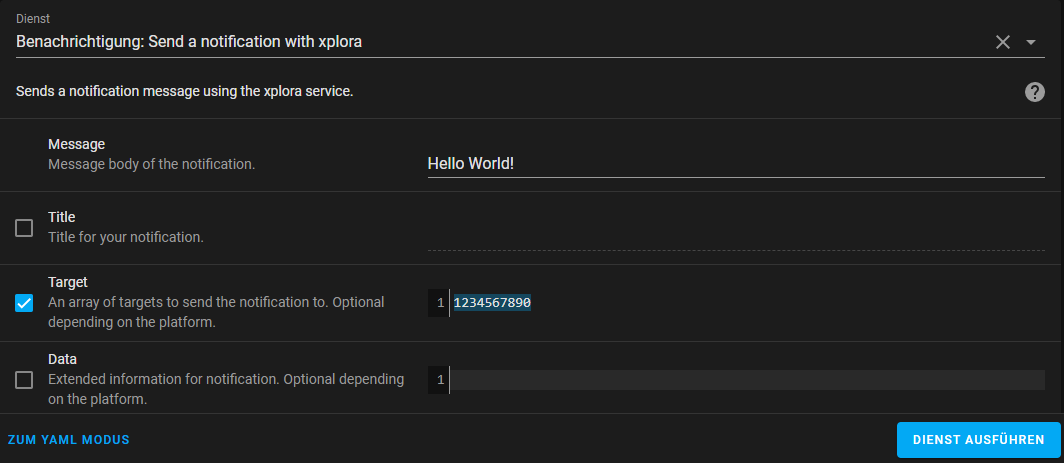 Dienst
Benachrichtigung: Send a notification with xplora
Sends a notification message using the xplora service.
Message
Message body of the notification.
Hello World!
Title
Title for your notification.
Target
An array of targets to send the notification to. Optional
depending on the platform.
1 1234567890
Data
Extended information for notification. Optional depending
on the platform.
1
ZUM YAML MODUS
DIENST AUSFÜHREN